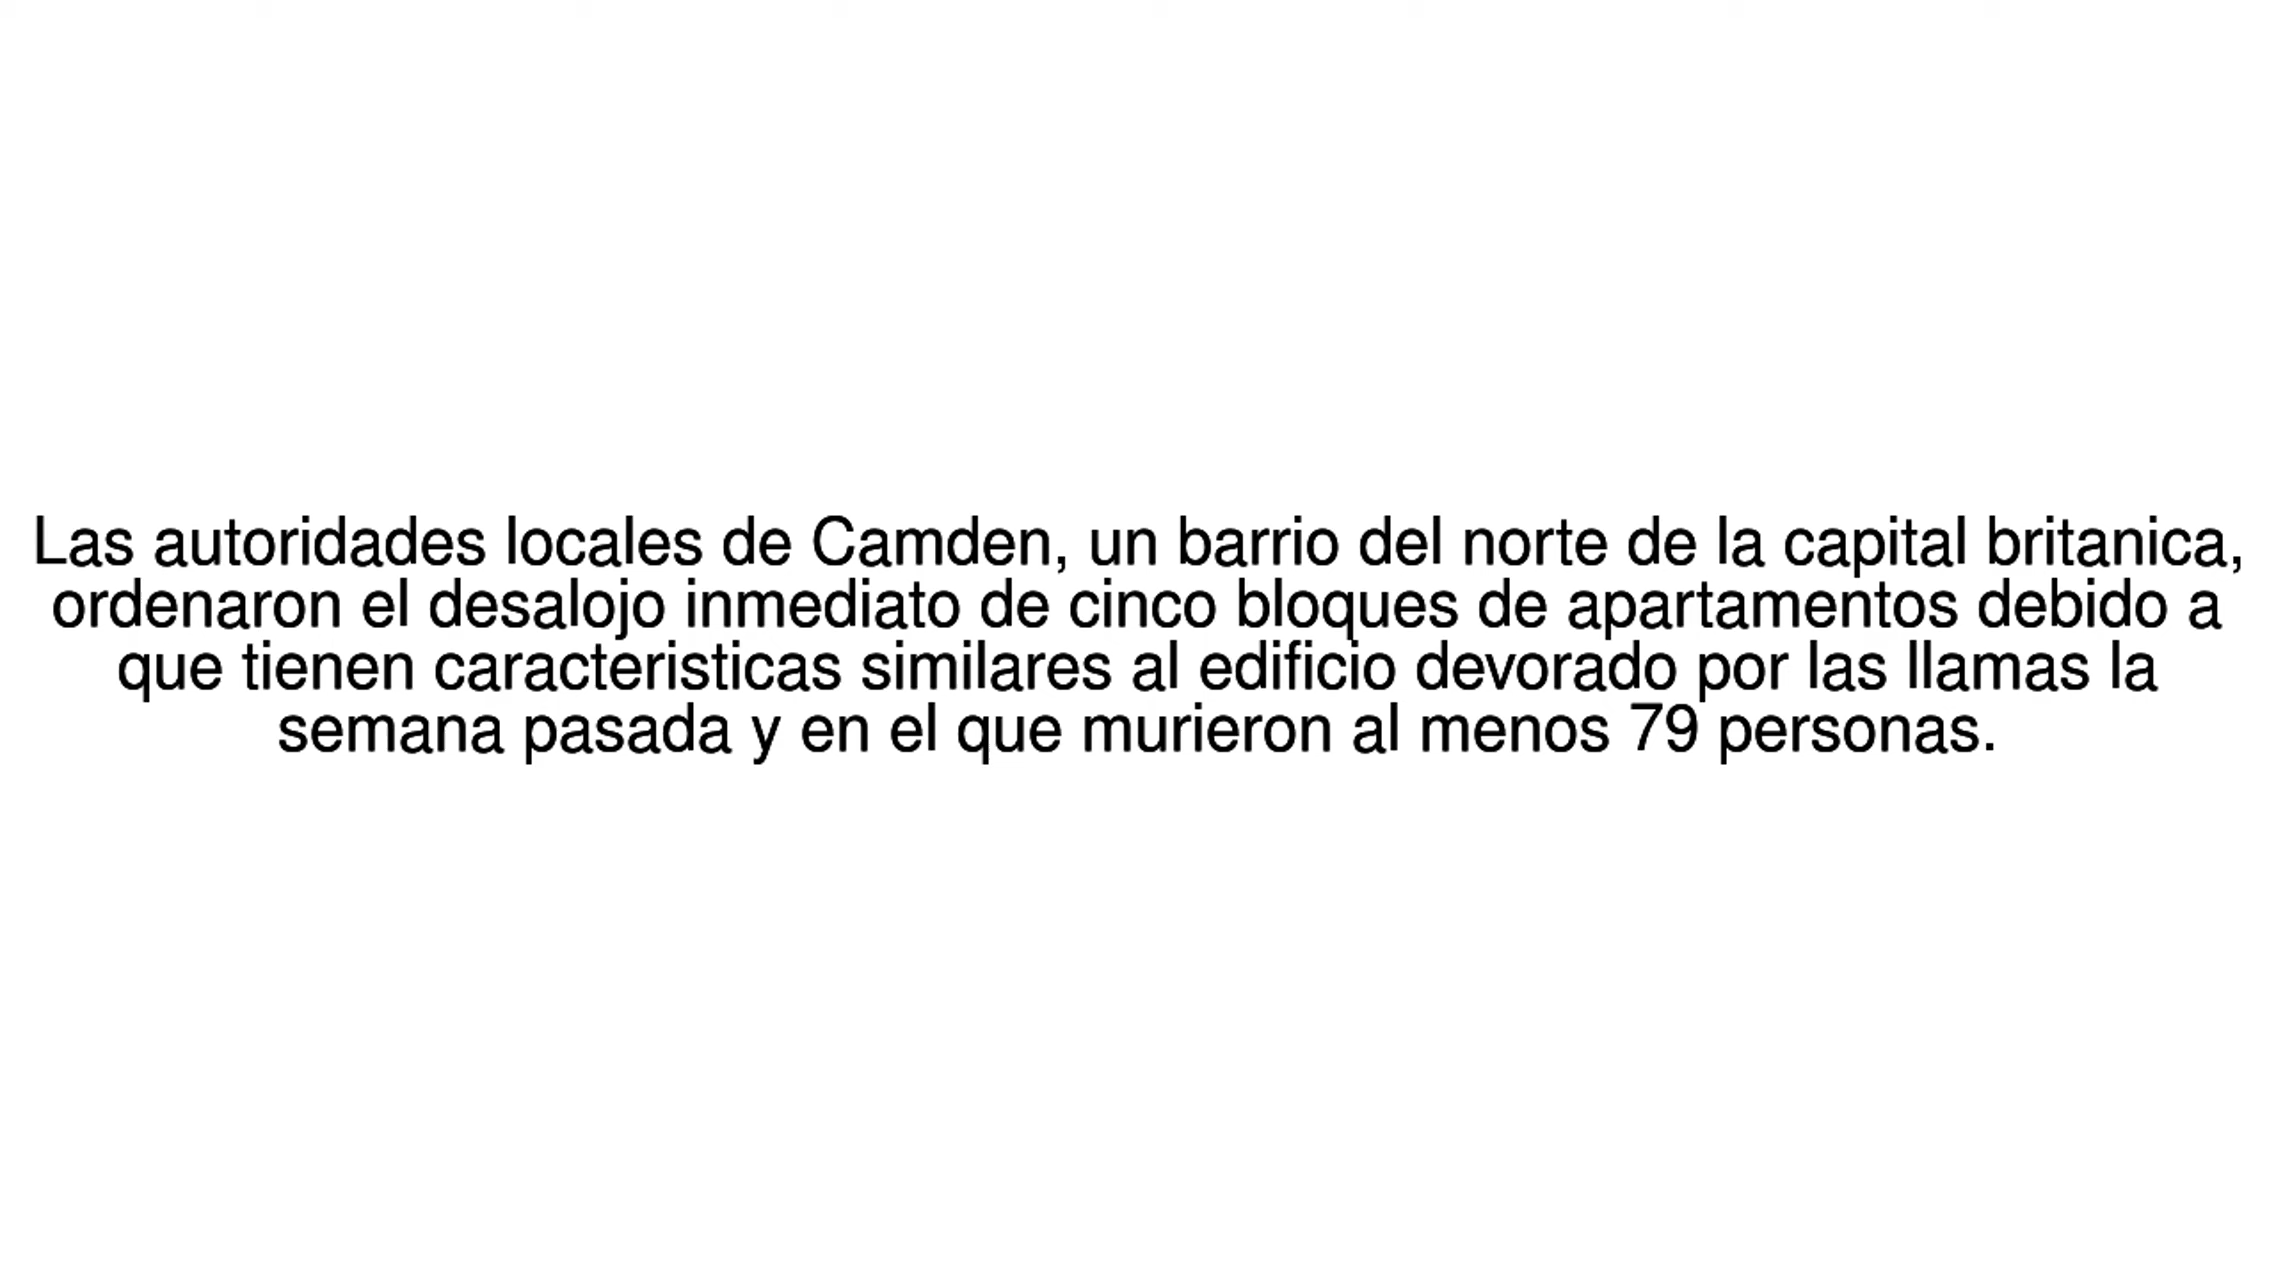 Las autoridades locales de Camden, un barrio del norte de la capital britanica,
ordenaron el desalojo inmediato de cinco bloques de apartamentos debido a
que tienen caracteristicas similares al edificio devorado por las llamas la
semana pasada y en el que murieron al menos 79 personas.